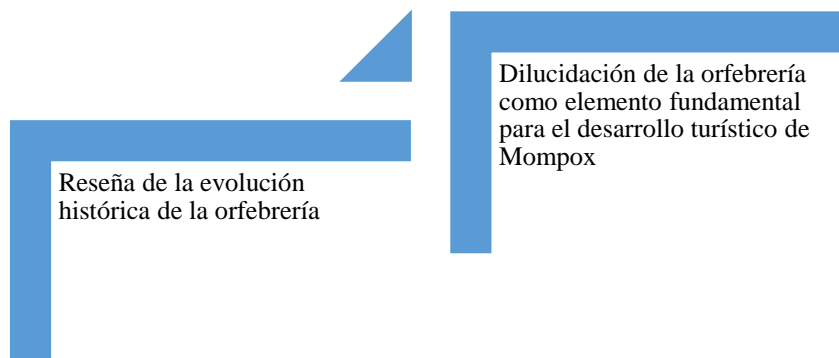 Reseña de la evolución
histórica de la orfebrería
Dilucidación de la orfebrería
como elemento fundamental
para el desarrollo turístico de
Mompox